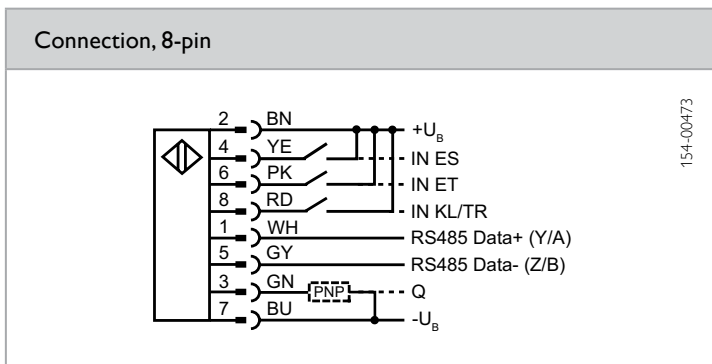 Connection, 8-pin
154-00473
2 BN +U_B
4 YE IN ES
6 PK IN ET
8 RD IN KL/TR
1 WH RS485 Data+ (Y/A)
5 GY RS485 Data- (Z/B)
3 GN PNP Q
7 BU -U_B